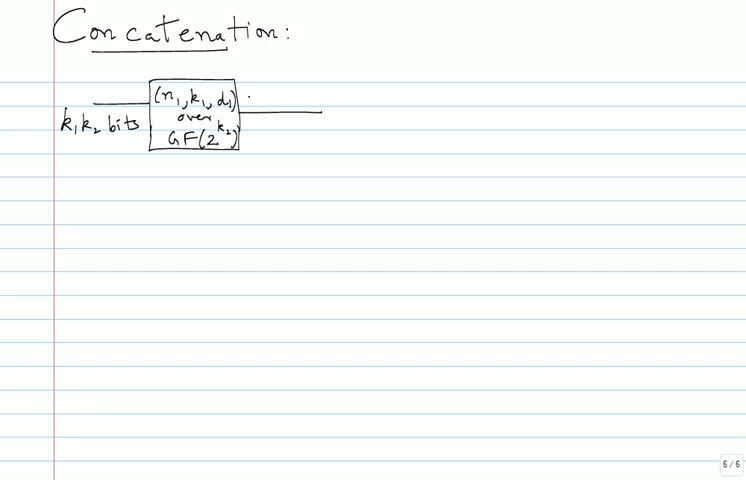 Concatenation:
(n₁, k₁, d₁)
over
GF(2^k₂)
k₁k₂ bits
6 / 6